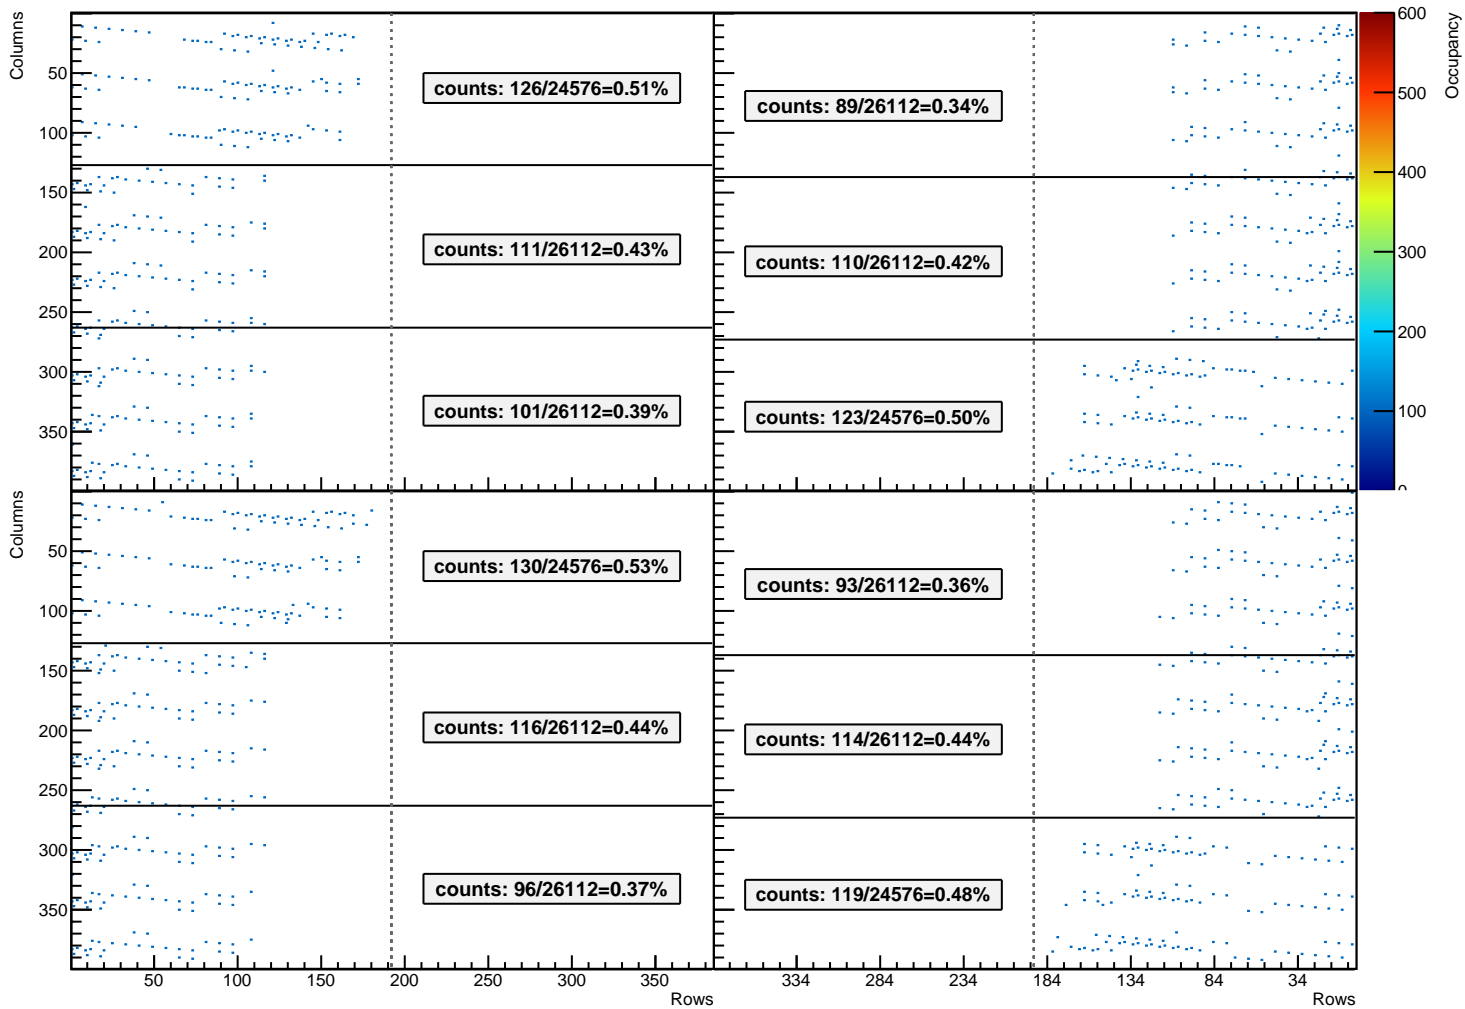 Columns
50
100
150
200
250
300
350
counts: 126/24576=0.51%
counts: 111/26112=0.43%
counts: 101/26112=0.39%
counts: 89/26112=0.34%
counts: 110/26112=0.42%
counts: 123/24576=0.50%
600
500
400
300
200
100
0
Occupancy
Columns
50
100
150
200
250
300
350
counts: 130/24576=0.53%
counts: 116/26112=0.44%
counts: 96/26112=0.37%
counts: 93/26112=0.36%
counts: 114/26112=0.44%
counts: 119/24576=0.48%
50 100 150 200 250 300 350
Rows
334 284 234 184 134 84 34
Rows